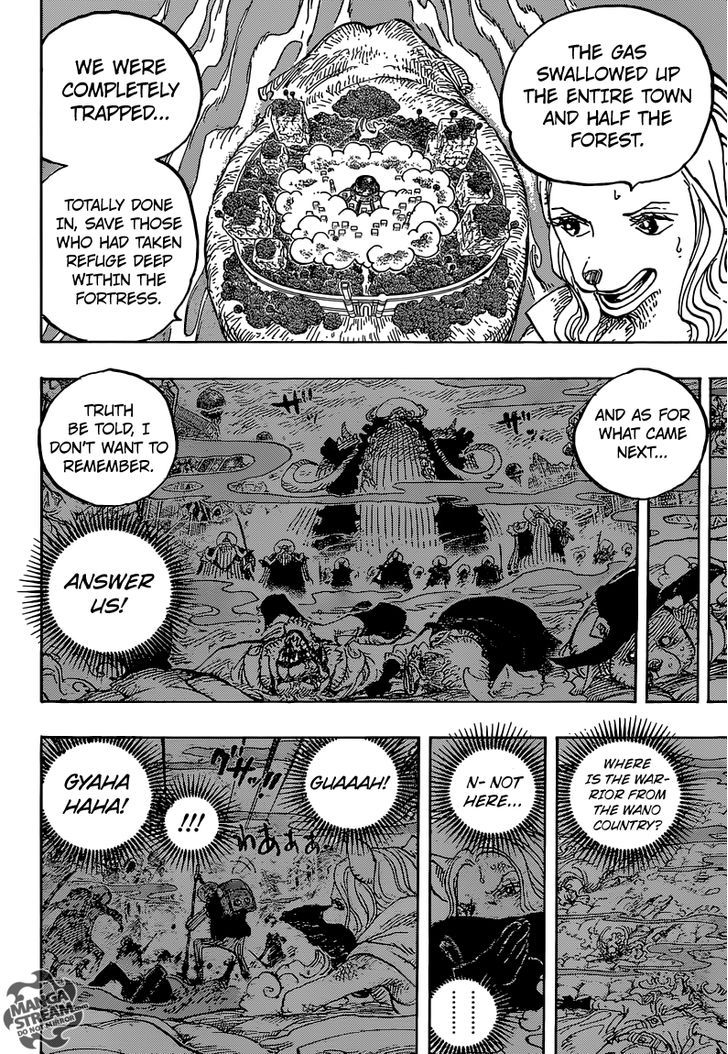 THE GAS
SWALLOWED UP
THE ENTIRE TOWN
AND HALF THE
FOREST.
WE WERE
COMPLETELY
TRAPPED...
TOTALLY DONE
IN, SAVE THOSE
WHO HAD TAKEN
REFUGE DEEP
WITHIN THE
FORTRESS.
AND AS FOR
WHAT CAME
NEXT...
TRUTH
BE TOLD, I
DON'T WANT TO
REMEMBER.
ANSWER
US!
WHERE
IS THE WAR-
RIOR FROM
THE WANO
COUNTRY?
N- NOT
HERE...
GUAAAH!
!!!
GYAHA
HAHA!
MANGA
STREAM
DO NOT MIRROR